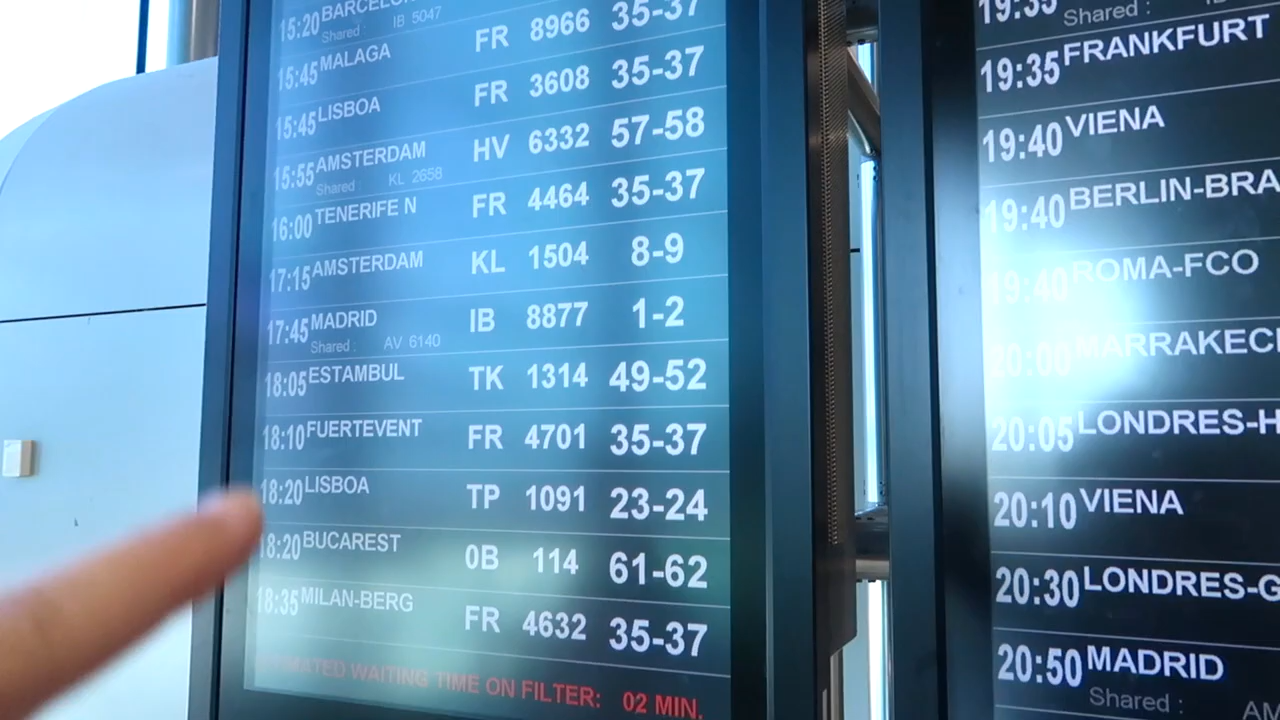 15:20 BARCELON FR 8966 35-37
Shared : IB 5047
15:45 MALAGA FR 3608 35-37
15:45 LISBOA HV 6332 57-58
15:55 AMSTERDAM FR 4464 35-37
Shared : KL 2658
16:00 TENERIFE N KL 1504 8-9
17:15 AMSTERDAM IB 8877 1-2
17:45 MADRID TK 1314 49-52
Shared : AV 6140
18:05 ESTAMBUL FR 4701 35-37
18:10 FUERTEVENT TP 1091 23-24
18:20 LISBOA 0B 114 61-62
18:20 BUCAREST FR 4632 35-37
18:35 MILAN-BERG
ESTIMATED WAITING TIME ON FILTER: 02 MIN.
19:35
Shared :
19:35 FRANKFURT
19:40 VIENA
19:40 BERLIN-BRA
19:40 ROMA-FCO
20:00 MARRAKEC
20:05 LONDRES-H
20:10 VIENA
20:30 LONDRES-G
20:50 MADRID
Shared : AM